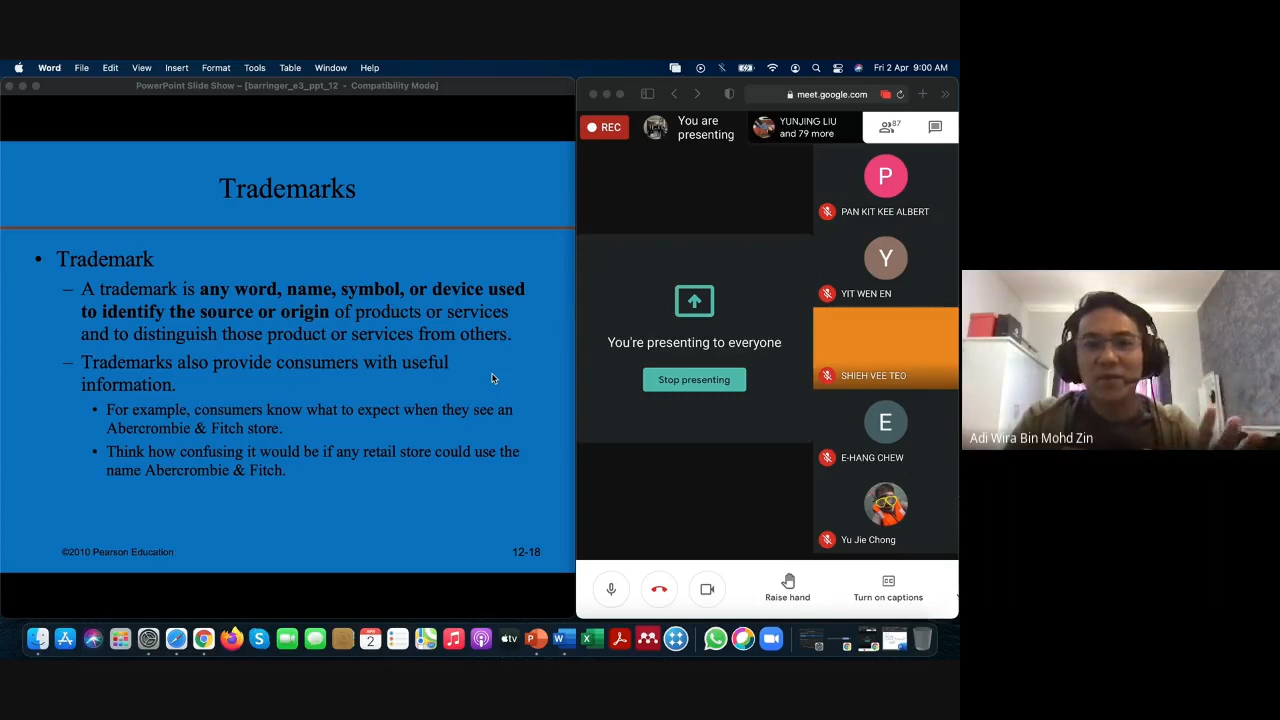 Word File Edit View Insert Format Tools Table Window Help
Fri 2 Apr 9:00 AM
PowerPoint Slide Show – [barringer_e3_ppt_12 - Compatibility Mode]
Trademarks
• Trademark
– A trademark is any word, name, symbol, or device used
to identify the source or origin of products or services
and to distinguish those product or services from others.
– Trademarks also provide consumers with useful
information.
• For example, consumers know what to expect when they see an
Abercrombie & Fitch store.
• Think how confusing it would be if any retail store could use the
name Abercrombie & Fitch.
©2010 Pearson Education
12-18
meet.google.com
REC
You are
presenting
YUNJING LIU
and 79 more
87
P
PAN KIT KEE ALBERT
Y
YIT WEN EN
SHIEH VEE TEO
E
E-HANG CHEW
Yu Jie Chong
You're presenting to everyone
Stop presenting
Raise hand
CC
Turn on captions
APR
2
tv
P
W
X
Adi Wira Bin Mohd Zin